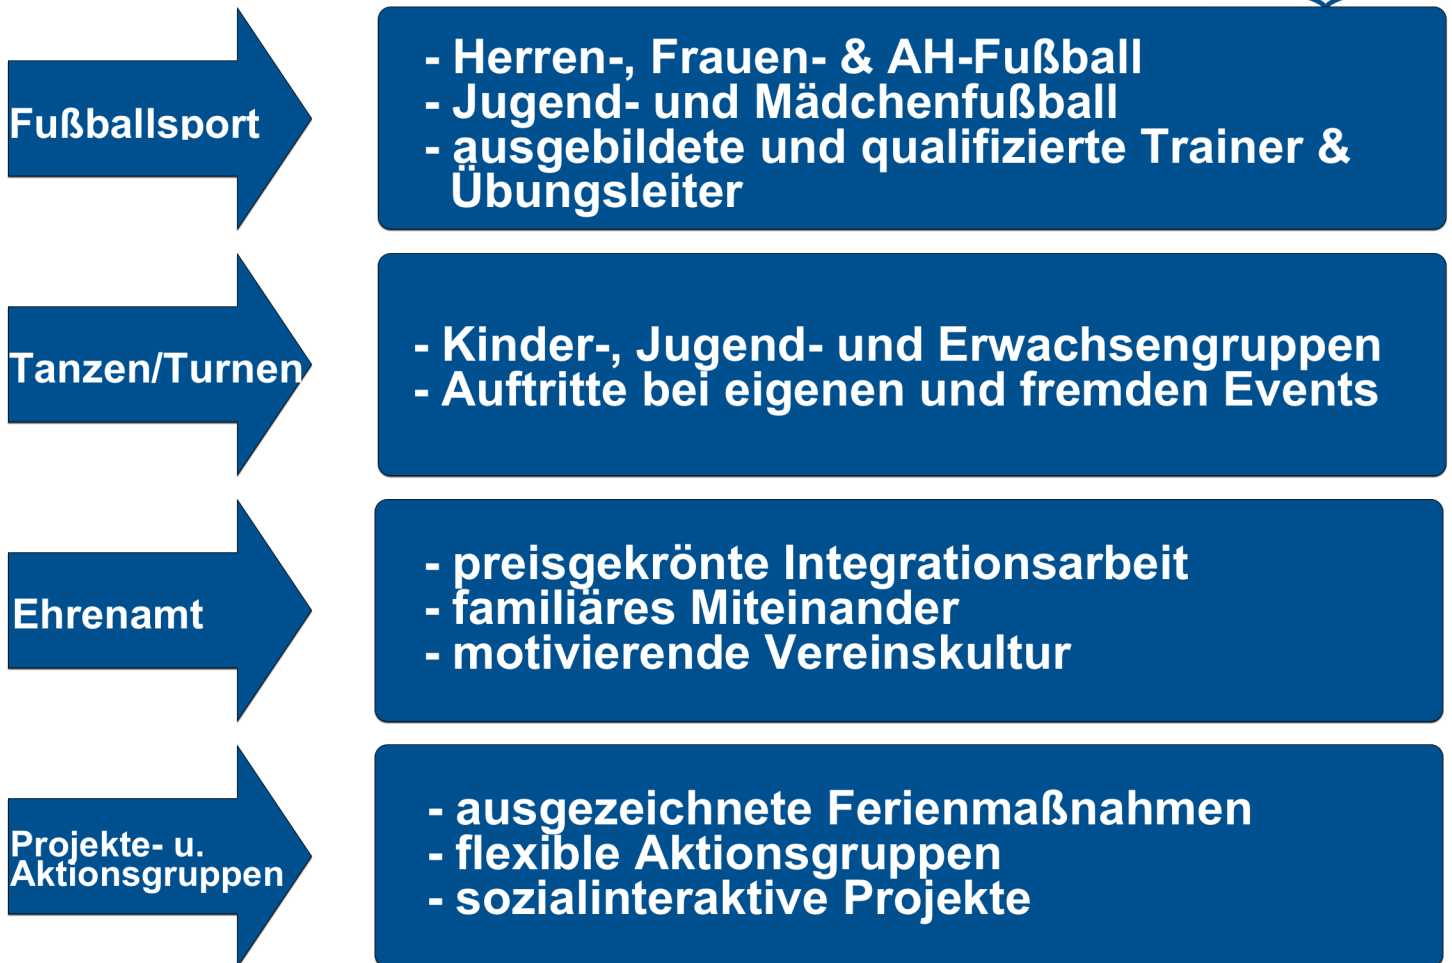 Fußballsport
- Herren-, Frauen- & AH-Fußball
- Jugend- und Mädchenfußball
- ausgebildete und qualifizierte Trainer &
Übungsleiter
Tanzen/Turnen
- Kinder-, Jugend- und Erwachsengruppen
- Auftritte bei eigenen und fremden Events
Ehrenamt
- preisgekrönte Integrationsarbeit
- familiäres Miteinander
- motivierende Vereinskultur
Projekte- u.
Aktionsgruppen
- ausgezeichnete Ferienmaßnahmen
- flexible Aktionsgruppen
- sozialinteraktive Projekte